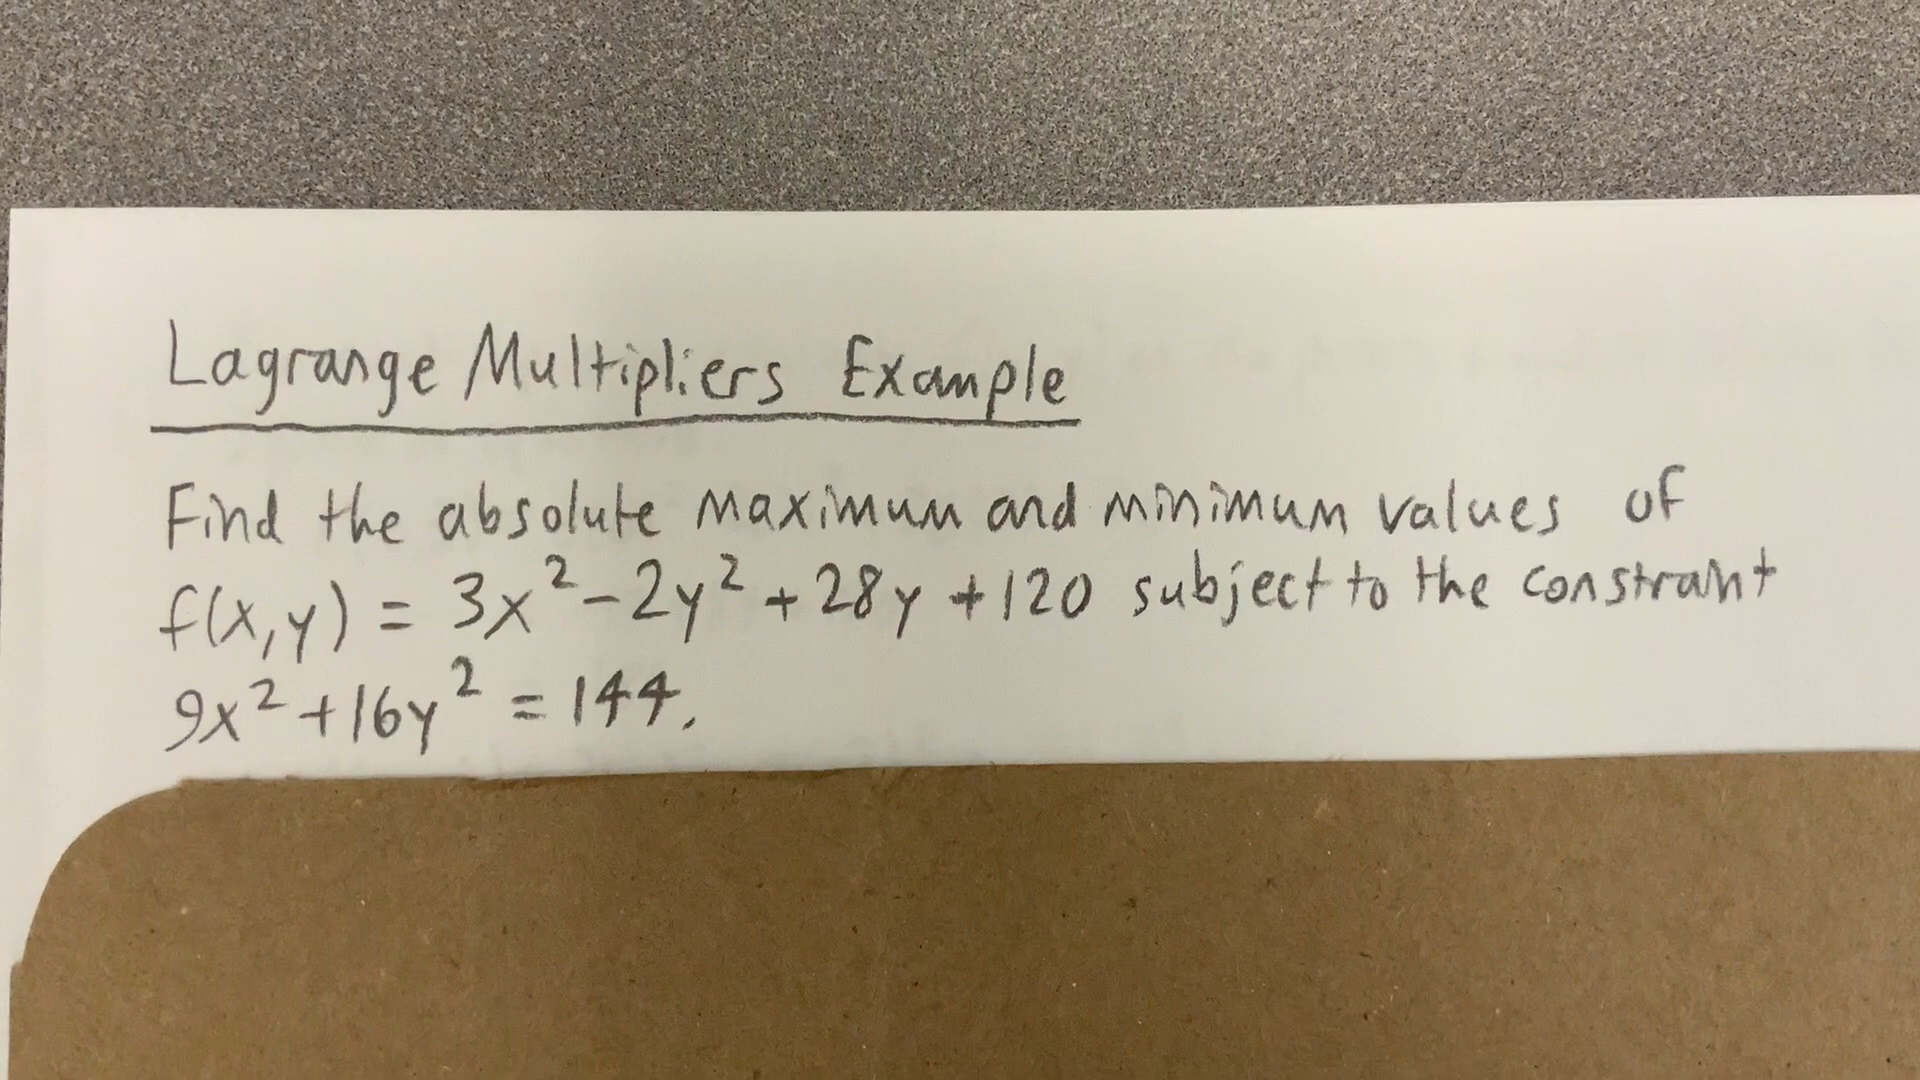 Lagrange Multipliers Example
Find the absolute maximum and minimum values of
f(x,y) = 3x² - 2y² + 28y + 120 subject to the constraint
9x² + 16y² = 144.